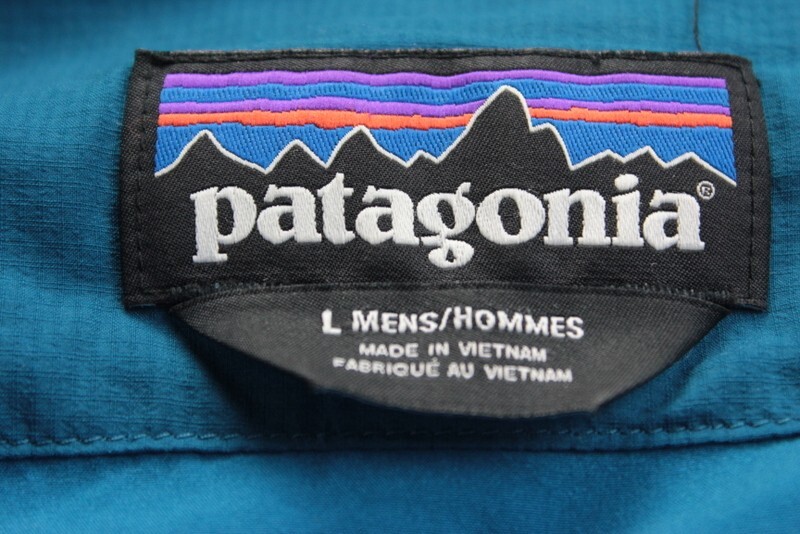 patagonia®
L MENS/HOMMES
MADE IN VIETNAM
FABRIQUÉ AU VIETNAM